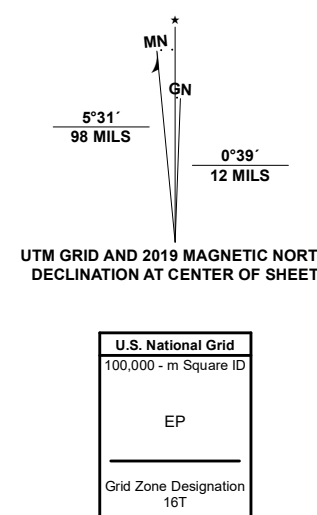 ★
MN
GN
5°31´
98 MILS
0°39´
12 MILS
UTM GRID AND 2019 MAGNETIC NORT
DECLINATION AT CENTER OF SHEET
U.S. National Grid
100,000 - m Square ID
EP
Grid Zone Designation
16T